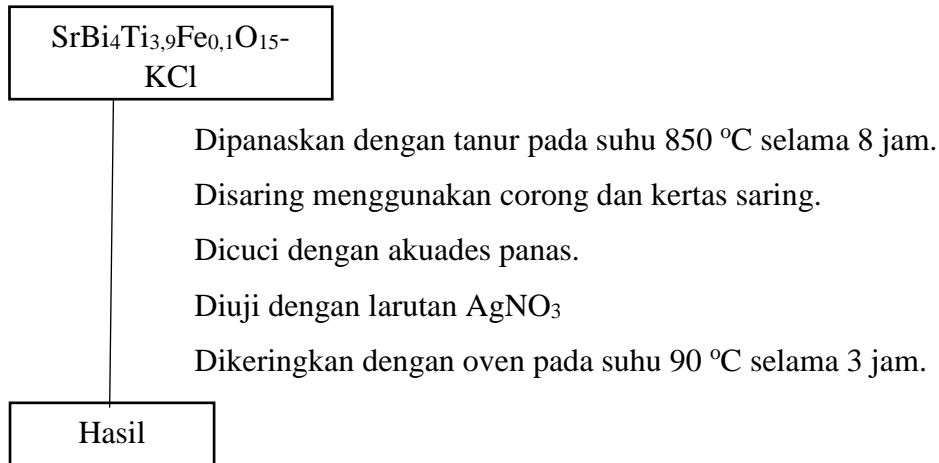 SrBi₄Ti₃,₉Fe₀,₁O₁₅-
KCl
Dipanaskan dengan tanur pada suhu 850 ᵒC selama 8 jam.
Disaring menggunakan corong dan kertas saring.
Dicuci dengan akuades panas.
Diuji dengan larutan AgNO₃
Dikeringkan dengan oven pada suhu 90 ᵒC selama 3 jam.
Hasil